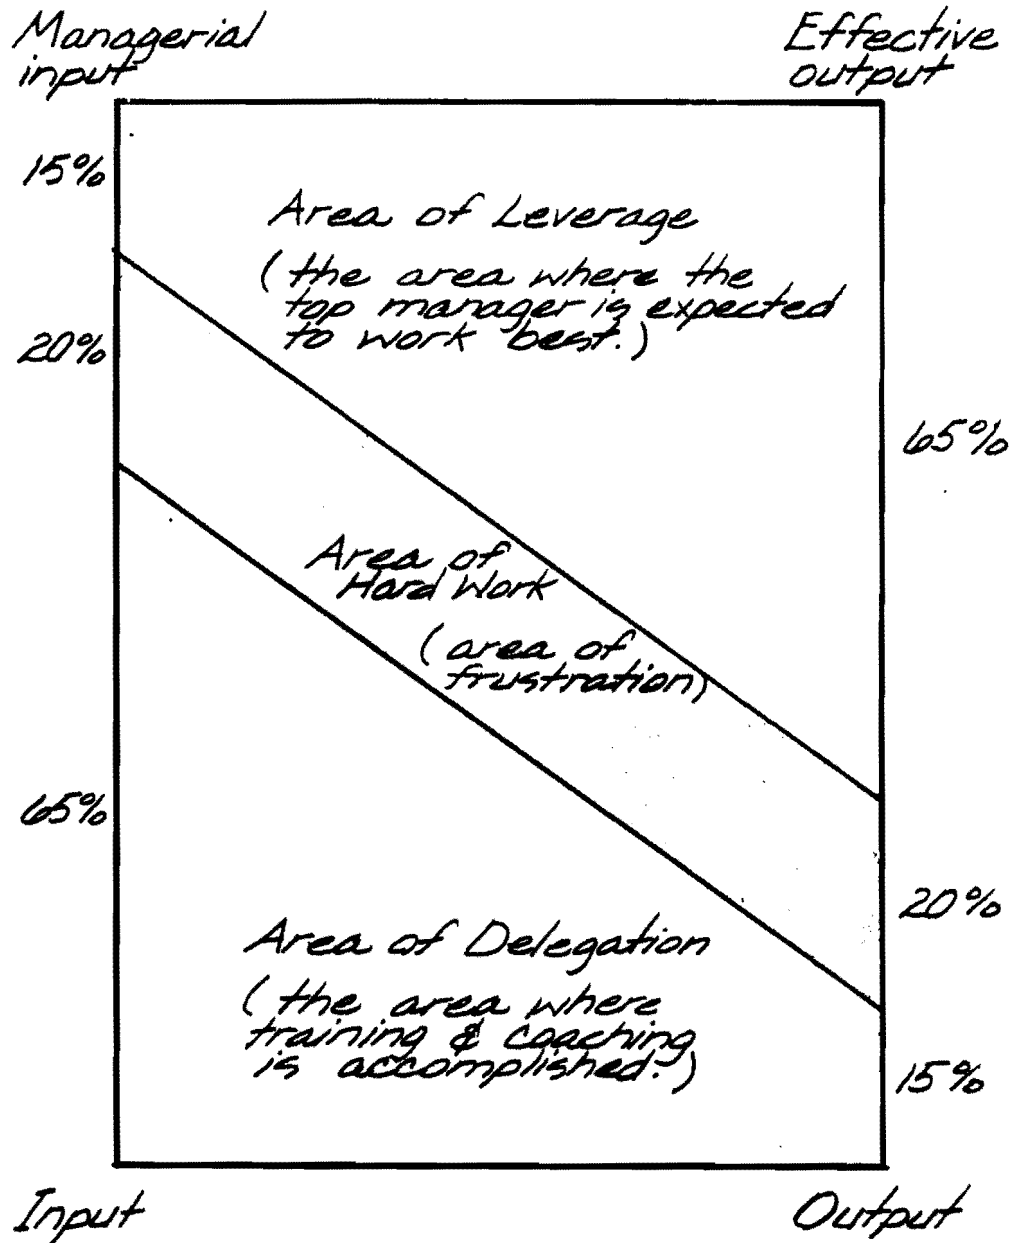 Managerial
input
Effective
output
15%
Area of Leverage
(the area where the
top manager is expected
to work best.)
20%
65%
Area of
Hard Work
(area of
frustration)
65%
20%
Area of Delegation
(the area where
training & coaching
is accomplished.)
15%
Input
Output